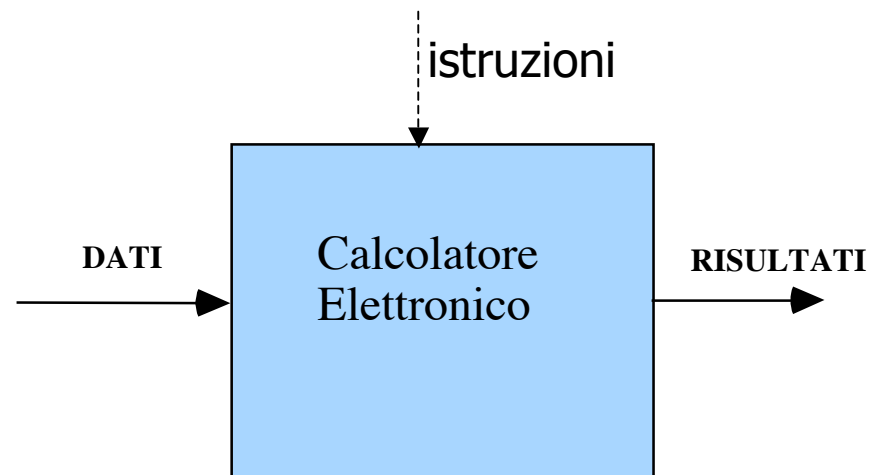 istruzioni
DATI
Calcolatore
Elettronico
RISULTATI